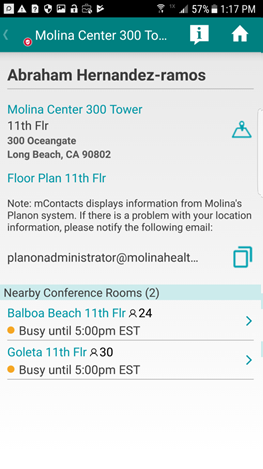 57% 1:17 PM
Molina Center 300 To...
Abraham Hernandez-ramos
Molina Center 300 Tower
11th Flr
300 Oceangate
Long Beach, CA 90802
Floor Plan 11th Flr
Note: mContacts displays information from Molina's
Planon system. If there is a problem with your location
information, please notify the following email:
planonadministrator@molinahealt...
Nearby Conference Rooms (2)
Balboa Beach 11th Flr 24
Busy until 5:00pm EST
Goleta 11th Flr 30
Busy until 5:00pm EST